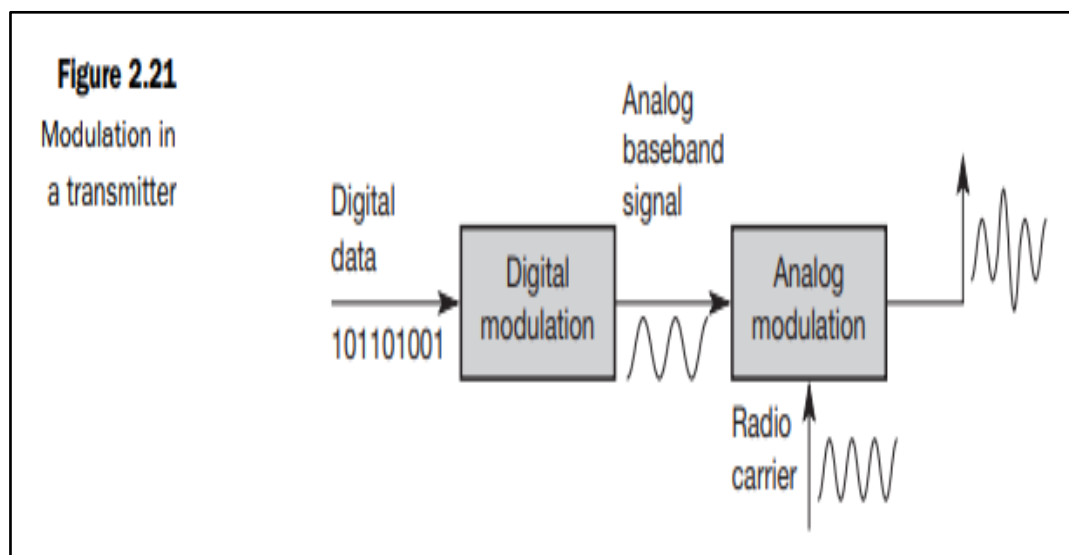 Figure 2.21
Modulation in
a transmitter
Digital
data
101101001
Digital
modulation
Analog
baseband
signal
Analog
modulation
Radio
carrier